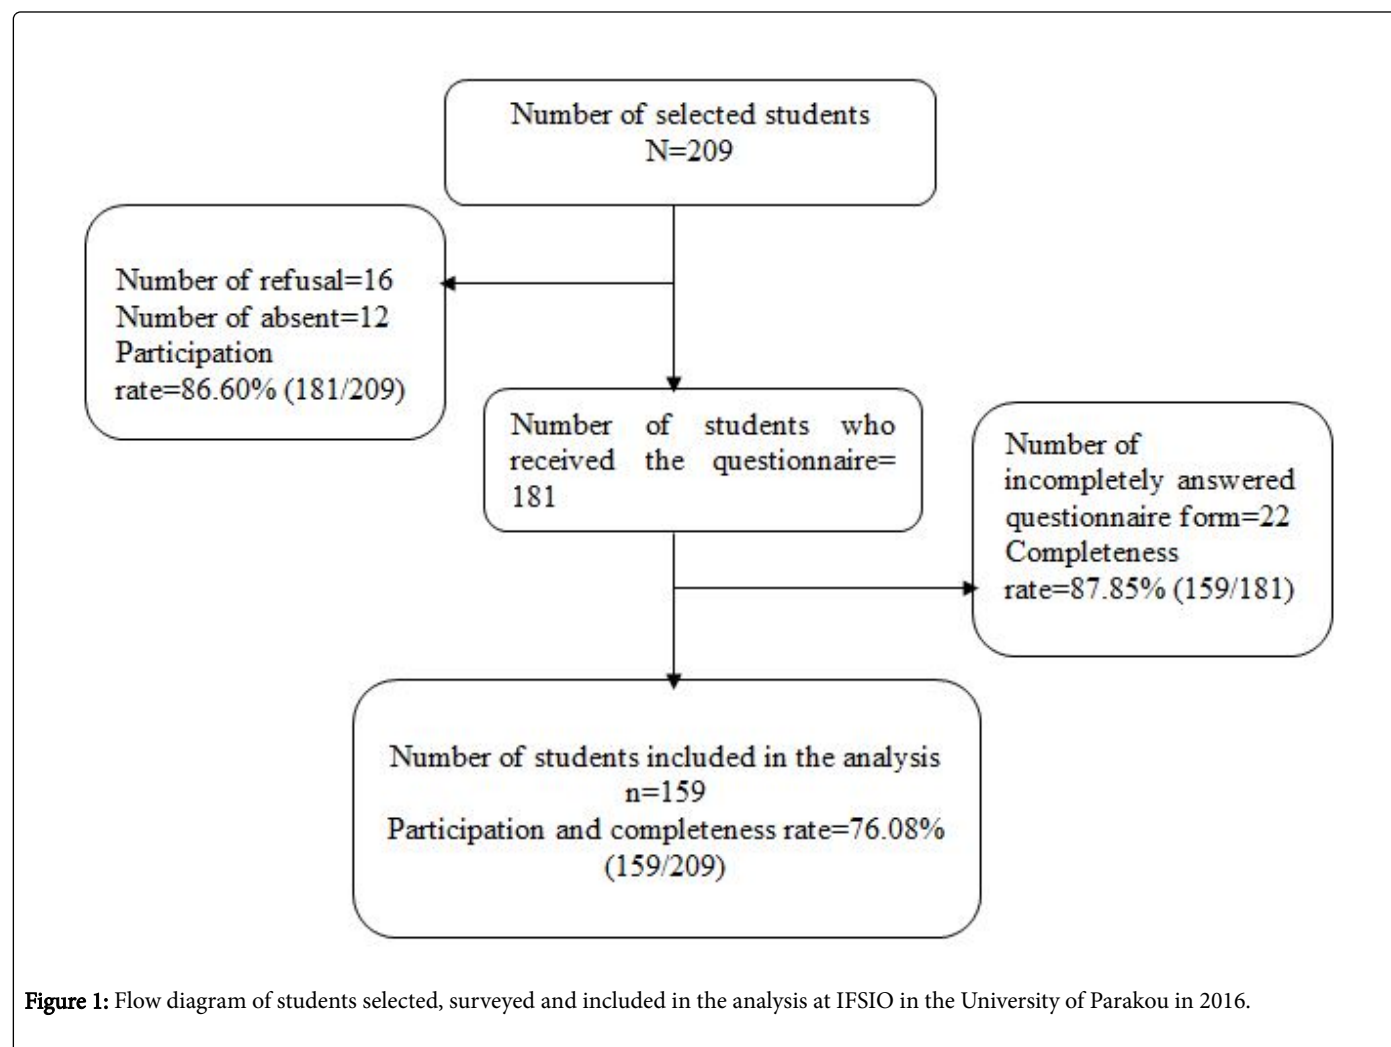 Number of selected students
N=209
Number of refusal=16
Number of absent=12
Participation
rate=86.60% (181/209)
Number of students who
received the questionnaire=
181
Number of
incompletely answered
questionnaire form=22
Completeness
rate=87.85% (159/181)
Number of students included in the analysis
n=159
Participation and completeness rate=76.08%
(159/209)
Figure 1: Flow diagram of students selected, surveyed and included in the analysis at IFSIO in the University of Parakou in 2016.